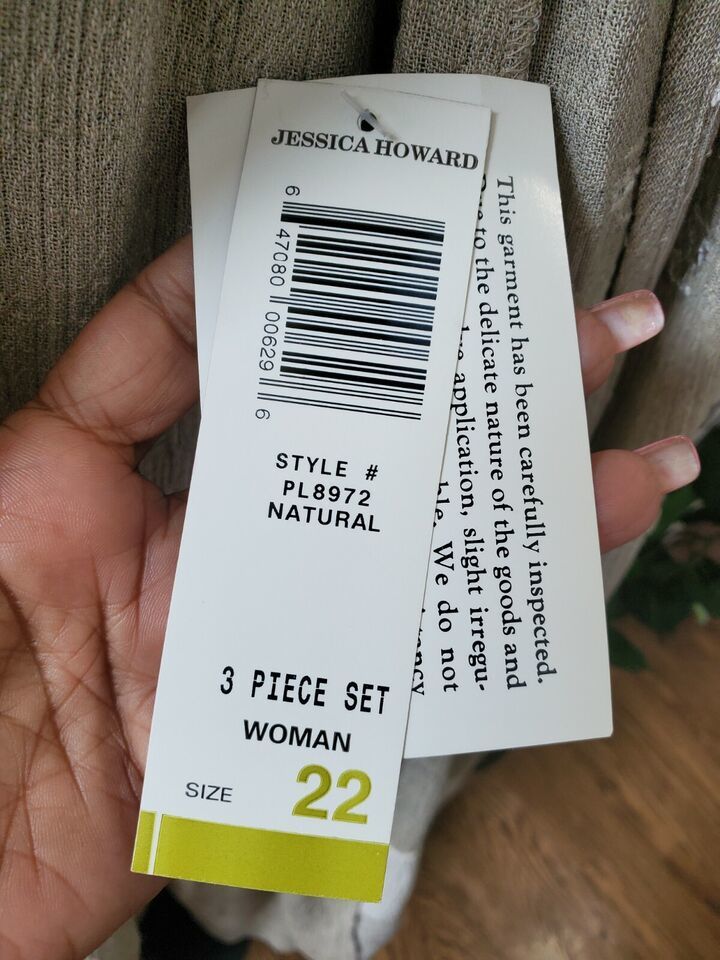 JESSICA HOWARD
6 47080 00629 6
STYLE #
PL8972
NATURAL
3 PIECE SET
WOMAN
SIZE 22
This garment has been carefully inspected.
to the delicate nature of the goods and
application, slight irregu-
We do not